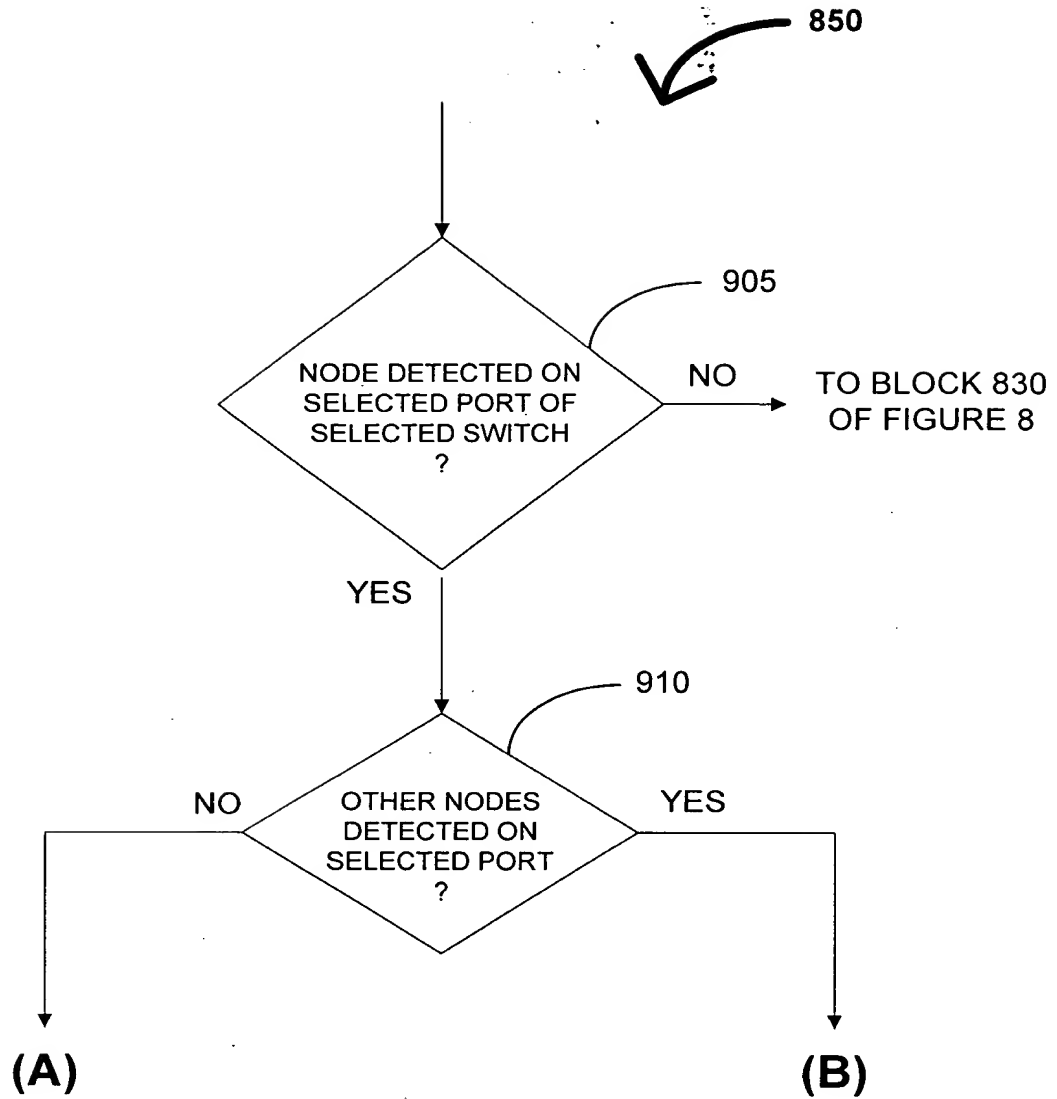 850
905
NODE DETECTED ON
SELECTED PORT OF
SELECTED SWITCH
?
NO
TO BLOCK 830
OF FIGURE 8
YES
910
NO
OTHER NODES
DETECTED ON
SELECTED PORT
?
YES
(A)
(B)